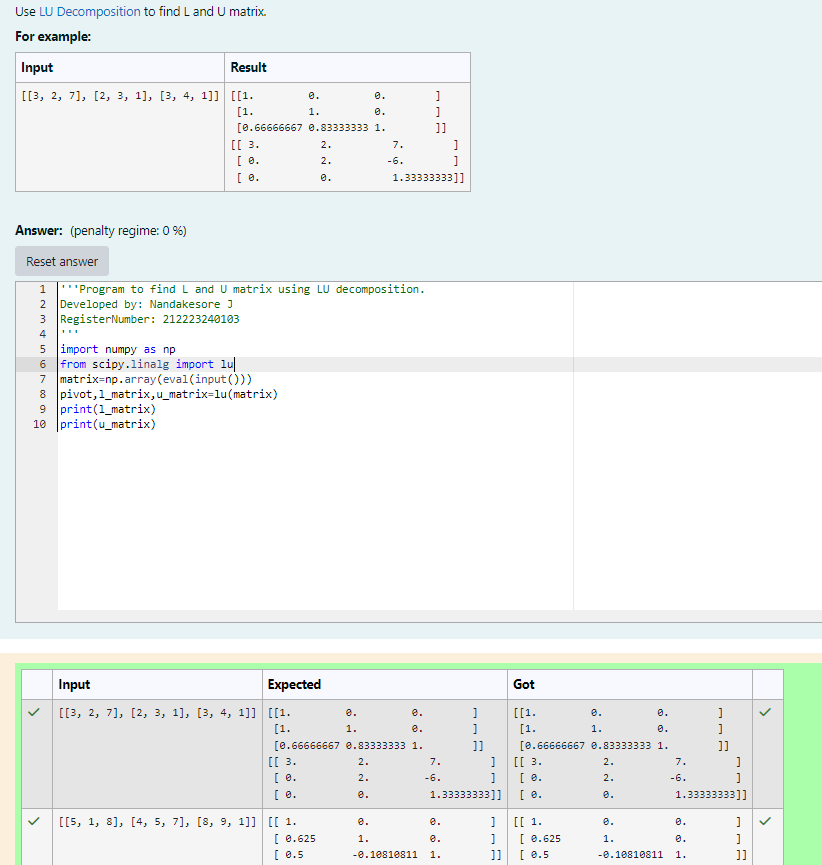 Use LU Decomposition to find L and U matrix.
For example:
Input Result
[[3, 2, 7], [2, 3, 1], [3, 4, 1]] [[1. 0. 0. ]
[1. 1. 0. ]
[0.66666667 0.83333333 1. ]]
[[ 3. 2. 7. ]
[ 0. 2. -6. ]
[ 0. 0. 1.33333333]]
Answer: (penalty regime: 0 %)
Reset answer
1 '''Program to find L and U matrix using LU decomposition.
2 Developed by: Nandakesore J
3 RegisterNumber: 212223240103
4 '''
5 import numpy as np
6 from scipy.linalg import lu
7 matrix=np.array(eval(input()))
8 pivot,l_matrix,u_matrix=lu(matrix)
9 print(l_matrix)
10 print(u_matrix)
Input Expected Got
[[3, 2, 7], [2, 3, 1], [3, 4, 1]] [[1. 0. 0. ] [[1. 0. 0. ]
[1. 1. 0. ] [1. 1. 0. ]
[0.66666667 0.83333333 1. ]] [0.66666667 0.83333333 1. ]]
[[ 3. 2. 7. ] [[ 3. 2. 7. ]
[ 0. 2. -6. ] [ 0. 2. -6. ]
[ 0. 0. 1.33333333]] [ 0. 0. 1.33333333]]
[[5, 1, 8], [4, 5, 7], [8, 9, 1]] [[ 1. 0. 0. ] [[ 1. 0. 0. ]
[ 0.625 1. 0. ] [ 0.625 1. 0. ]
[ 0.5 -0.10810811 1. ]] [ 0.5 -0.10810811 1. ]]